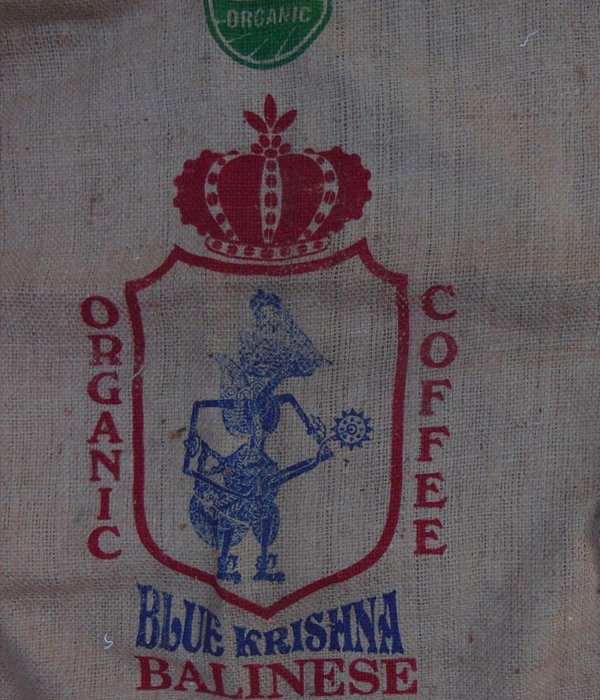 ORGANIC
ORGANIC
COFFEE
BLUE KRISHNA
BALINESE